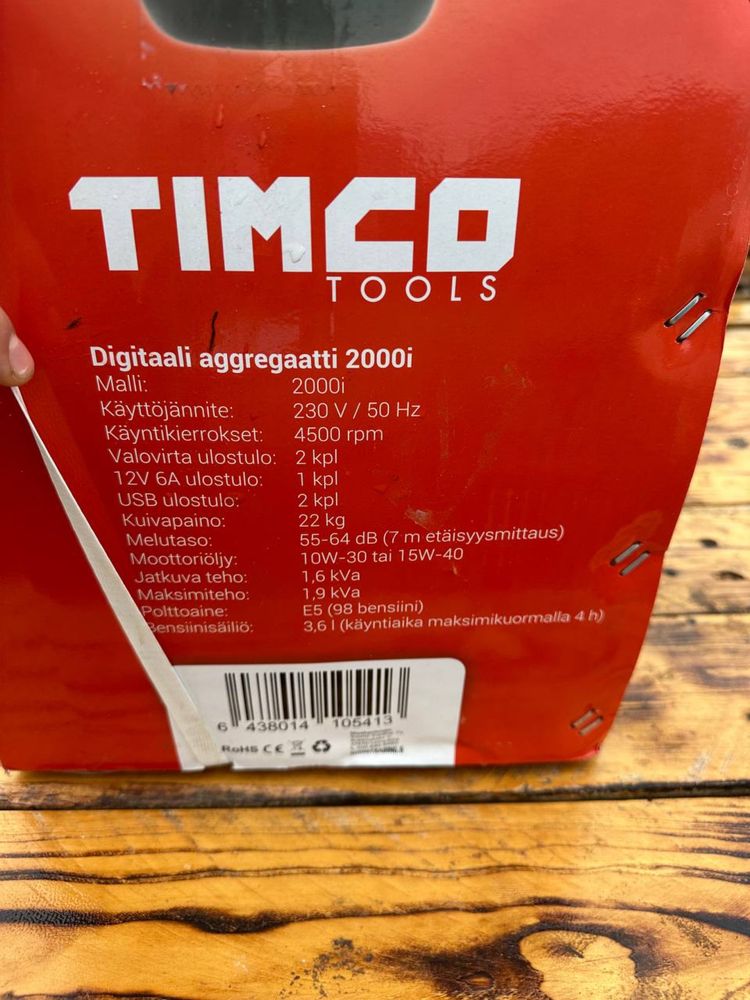 TIMCO
TOOLS
Digitaali aggregaatti 2000i
Malli: 2000i
Käyttöjännite: 230 V / 50 Hz
Käyntikierrokset: 4500 rpm
Valovirta ulostulo: 2 kpl
12V 6A ulostulo: 1 kpl
USB ulostulo: 2 kpl
Kuivapaino: 22 kg
Melutaso: 55-64 dB (7 m etäisyysmittaus)
Moottoriöljy: 10W-30 tai 15W-40
Jatkuva teho: 1,6 kVa
Maksimiteho: 1,9 kVa
Polttoaine: E5 (98 bensiini)
Bensiinisäiliö: 3,6 l (käyntiaika maksimikuormalla 4 h)
6 438014 105413
RoHS CE